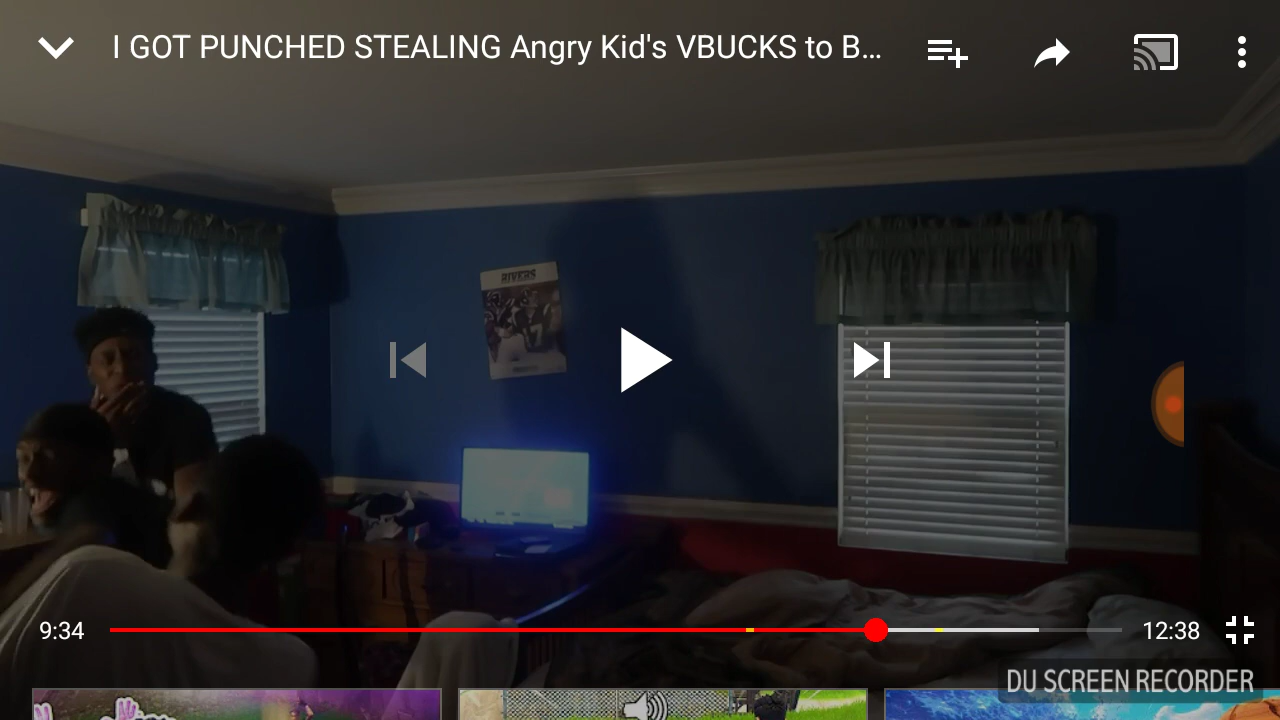 I GOT PUNCHED STEALING Angry Kid's VBUCKS to B...
RIVERS
9:34
12:38
DU SCREEN RECORDER